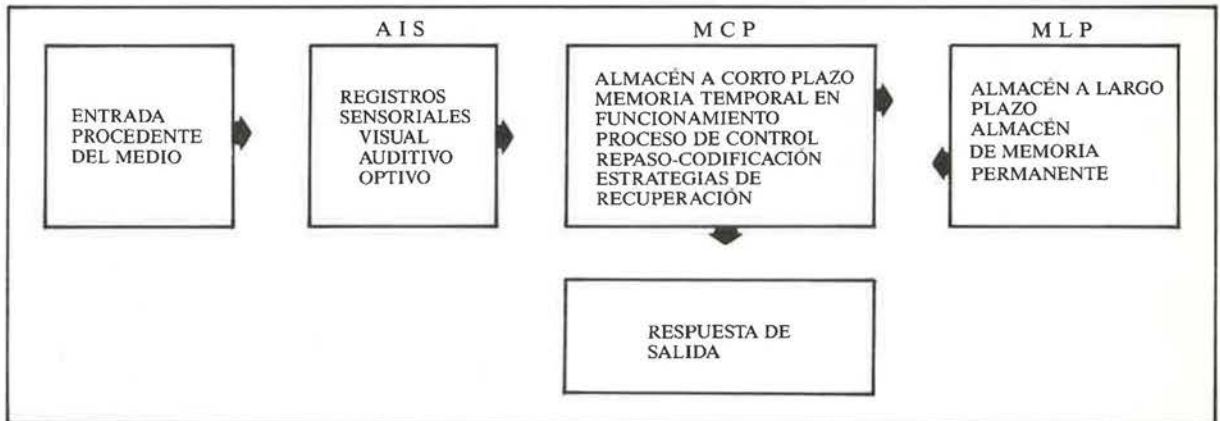 ENTRADA
PROCEDENTE
DEL MEDIO
A I S
REGISTROS
SENSORIALES
VISUAL
AUDITIVO
OPTIVO
M C P
ALMACÉN A CORTO PLAZO
MEMORIA TEMPORAL EN
FUNCIONAMIENTO
PROCESO DE CONTROL
REPASO-CODIFICACIÓN
ESTRATEGIAS DE
RECUPERACIÓN
M L P
ALMACÉN A LARGO
PLAZO
ALMACÉN
DE MEMORIA
PERMANENTE
RESPUESTA DE
SALIDA